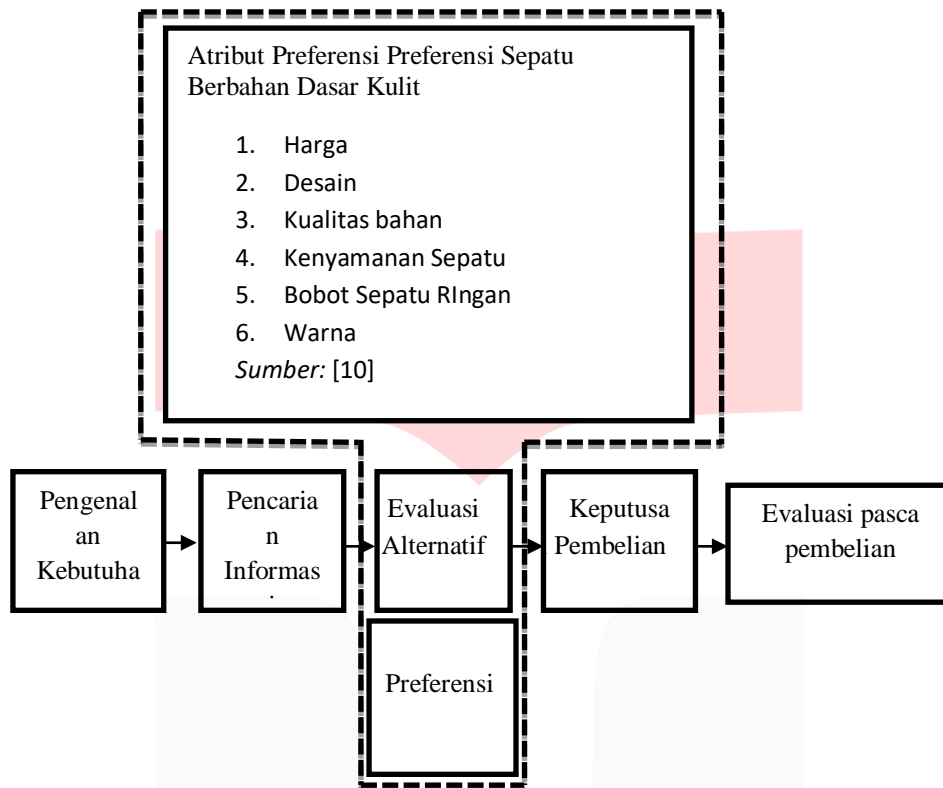 Atribut Preferensi Preferensi Sepatu
Berbahan Dasar Kulit
1. Harga
2. Desain
3. Kualitas bahan
4. Kenyamanan Sepatu
5. Bobot Sepatu RIngan
6. Warna
Sumber: [10]
Pengenal
an
Kebutuha
Pencaria
n
Informas
Evaluasi
Alternatif
Keputusa
Pembelian
Evaluasi pasca
pembelian
Preferensi